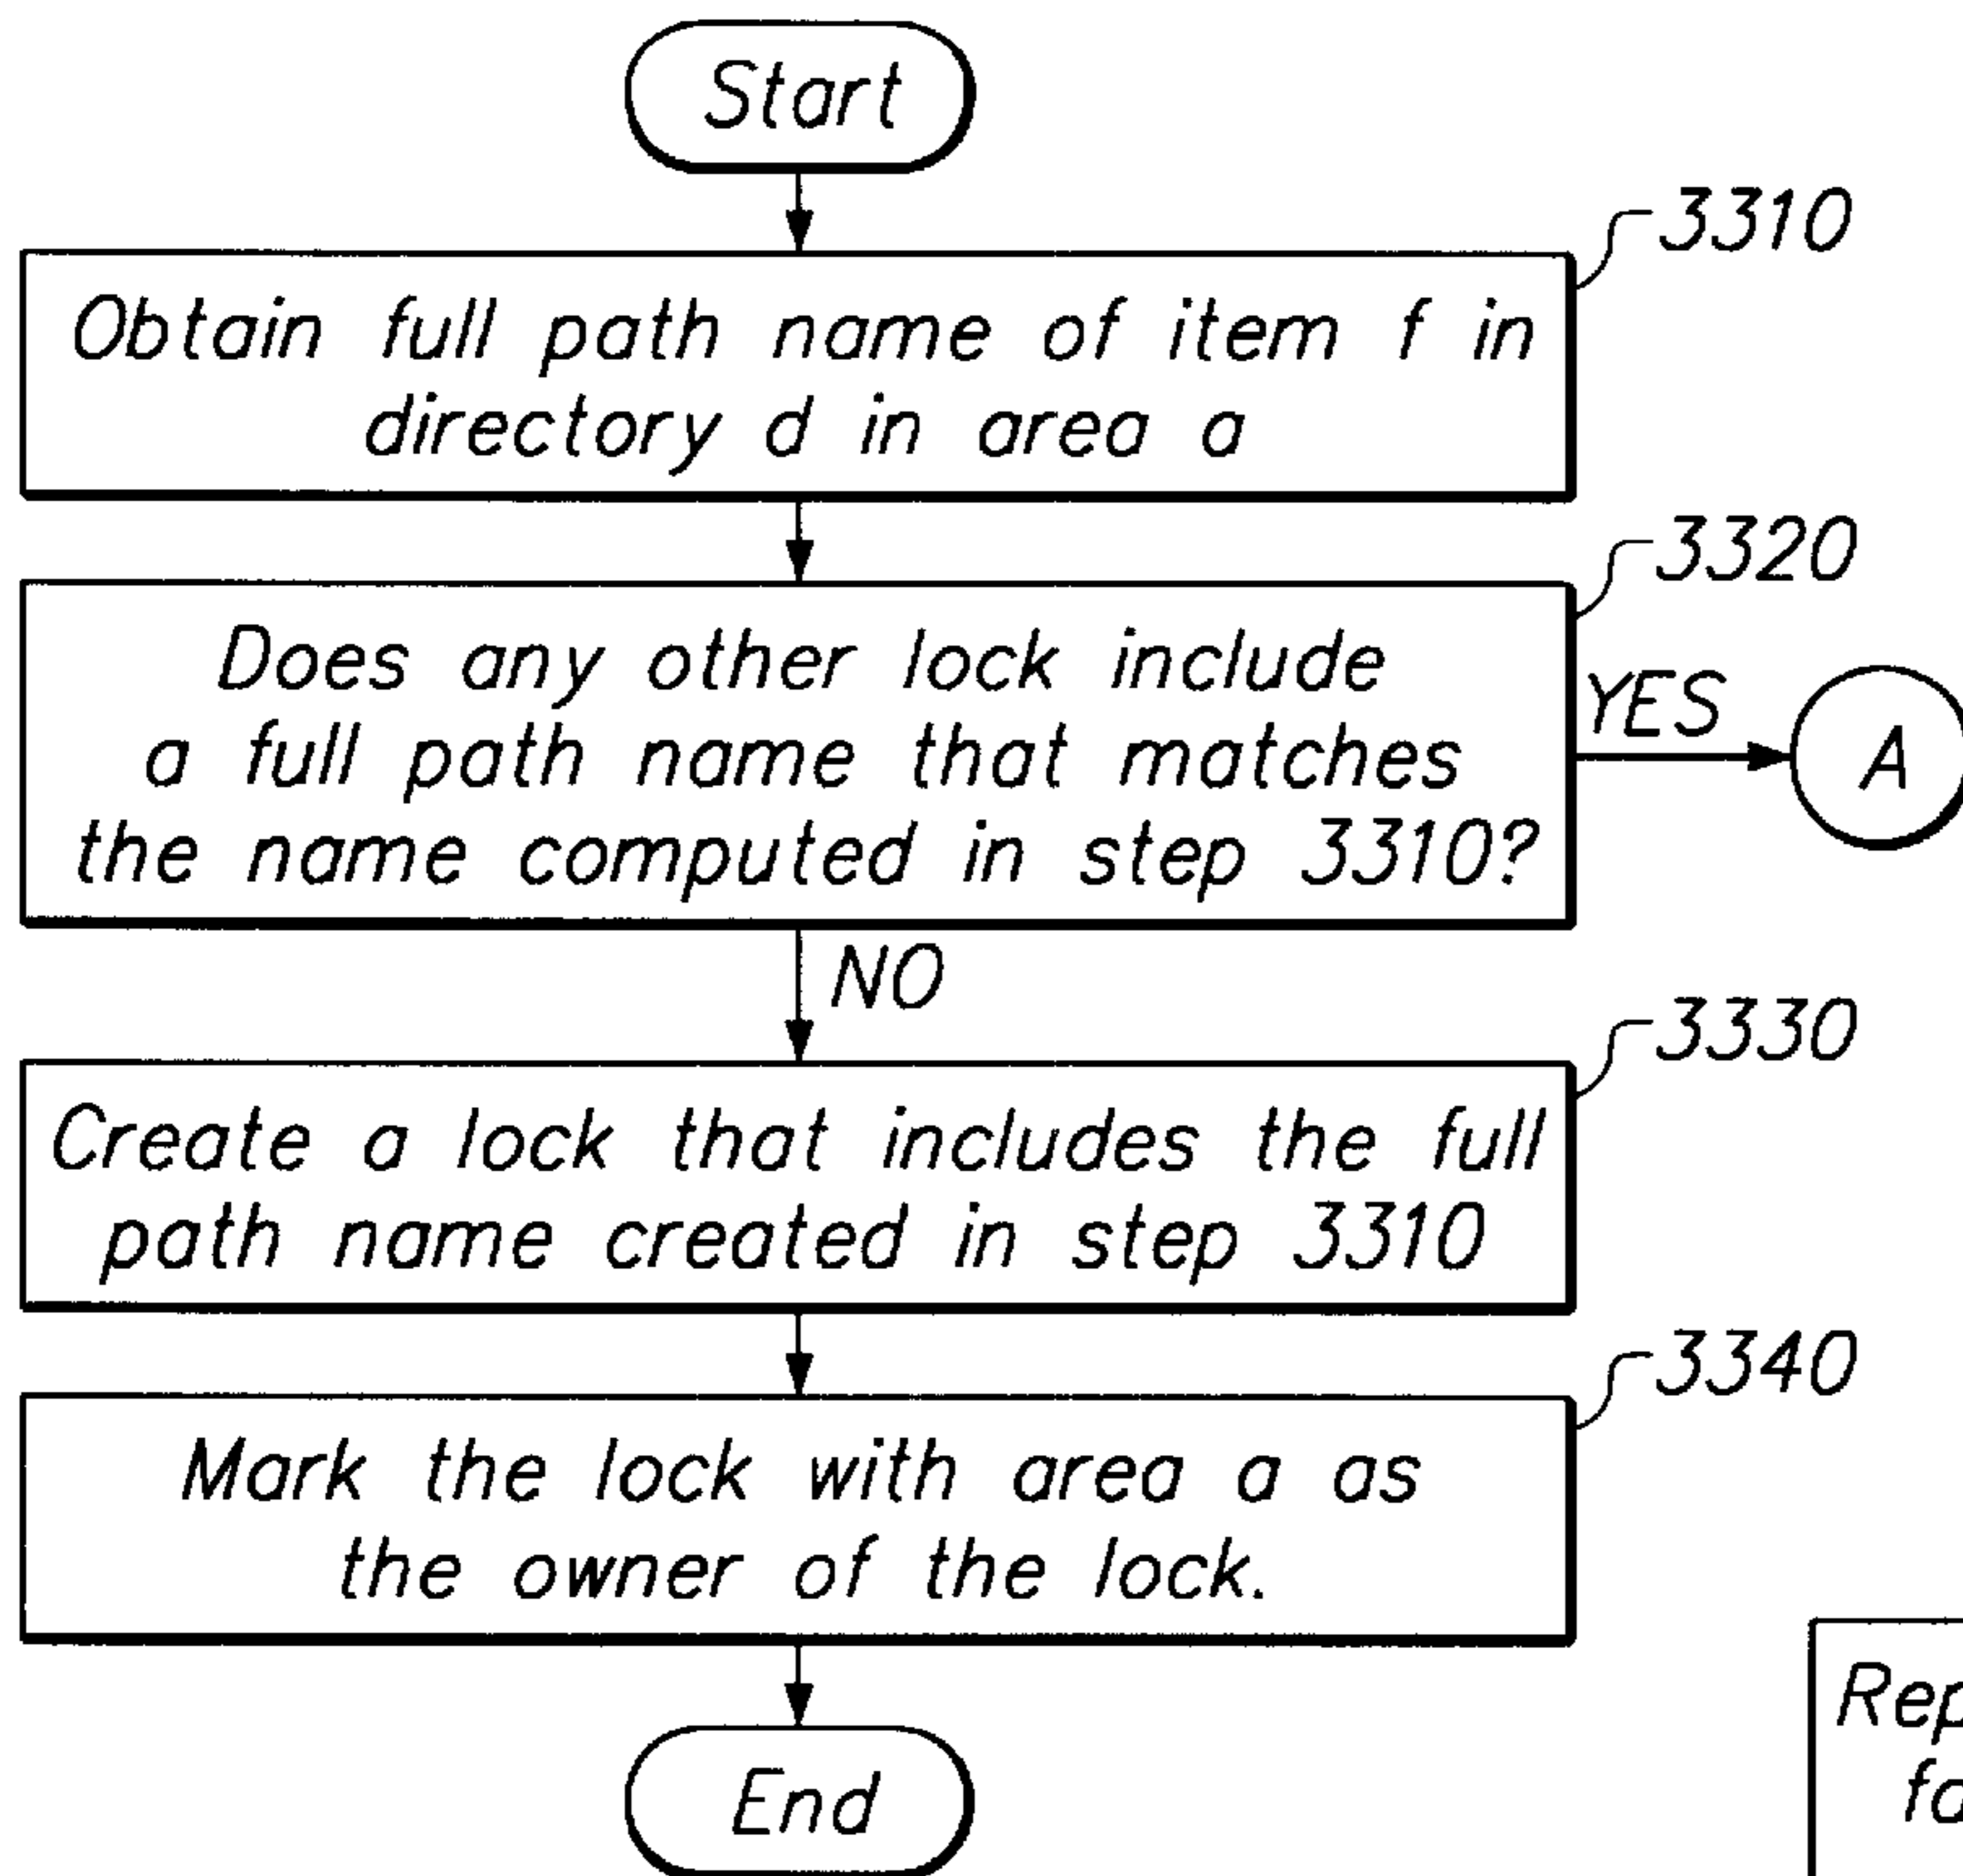 Start
3310
Obtain full path name of item f in
directory d in area a
3320
Does any other lock include
a full path name that matches
the name computed in step 3310?
YES
A
NO
3330
Create a lock that includes the full
path name created in step 3310
3340
Mark the lock with area a as
the owner of the lock.
End